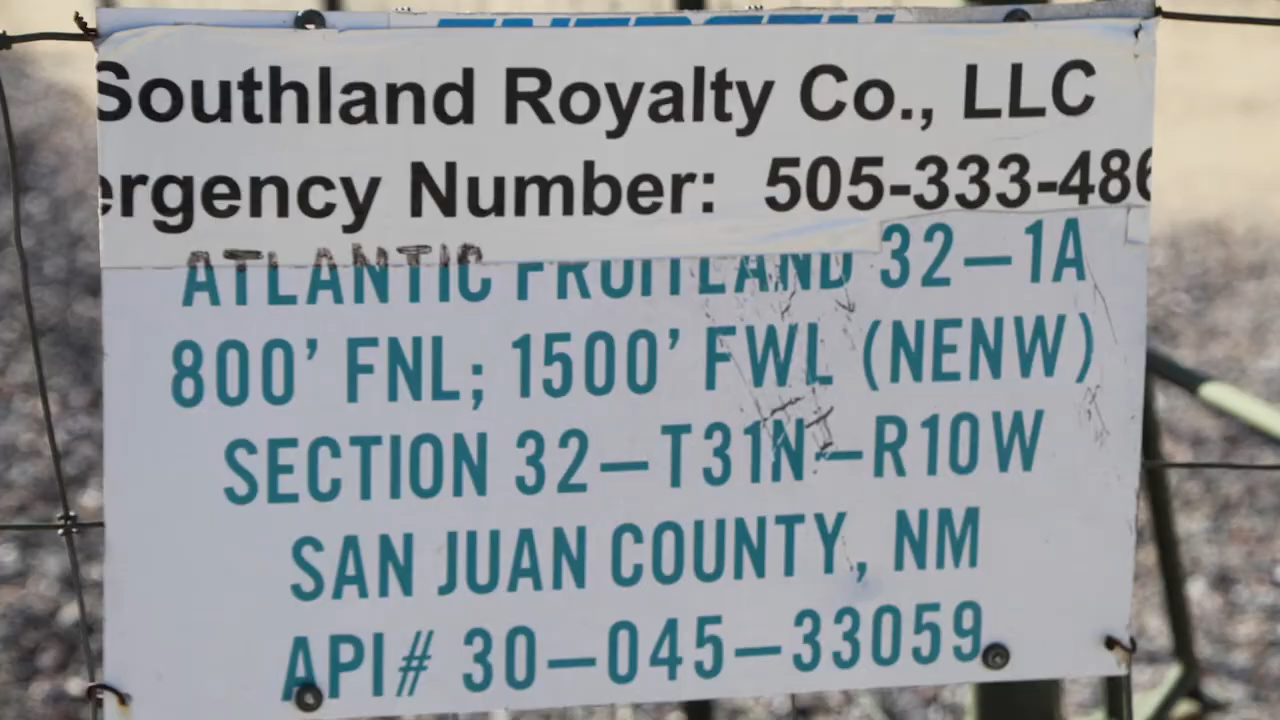 ENERGEN
Southland Royalty Co., LLC
ergency Number: 505-333-486
ATLANTIC FRUITLAND 32–1A
800' FNL; 1500' FWL (NENW)
SECTION 32–T31N–R10W
SAN JUAN COUNTY, NM
API# 30–045–33059